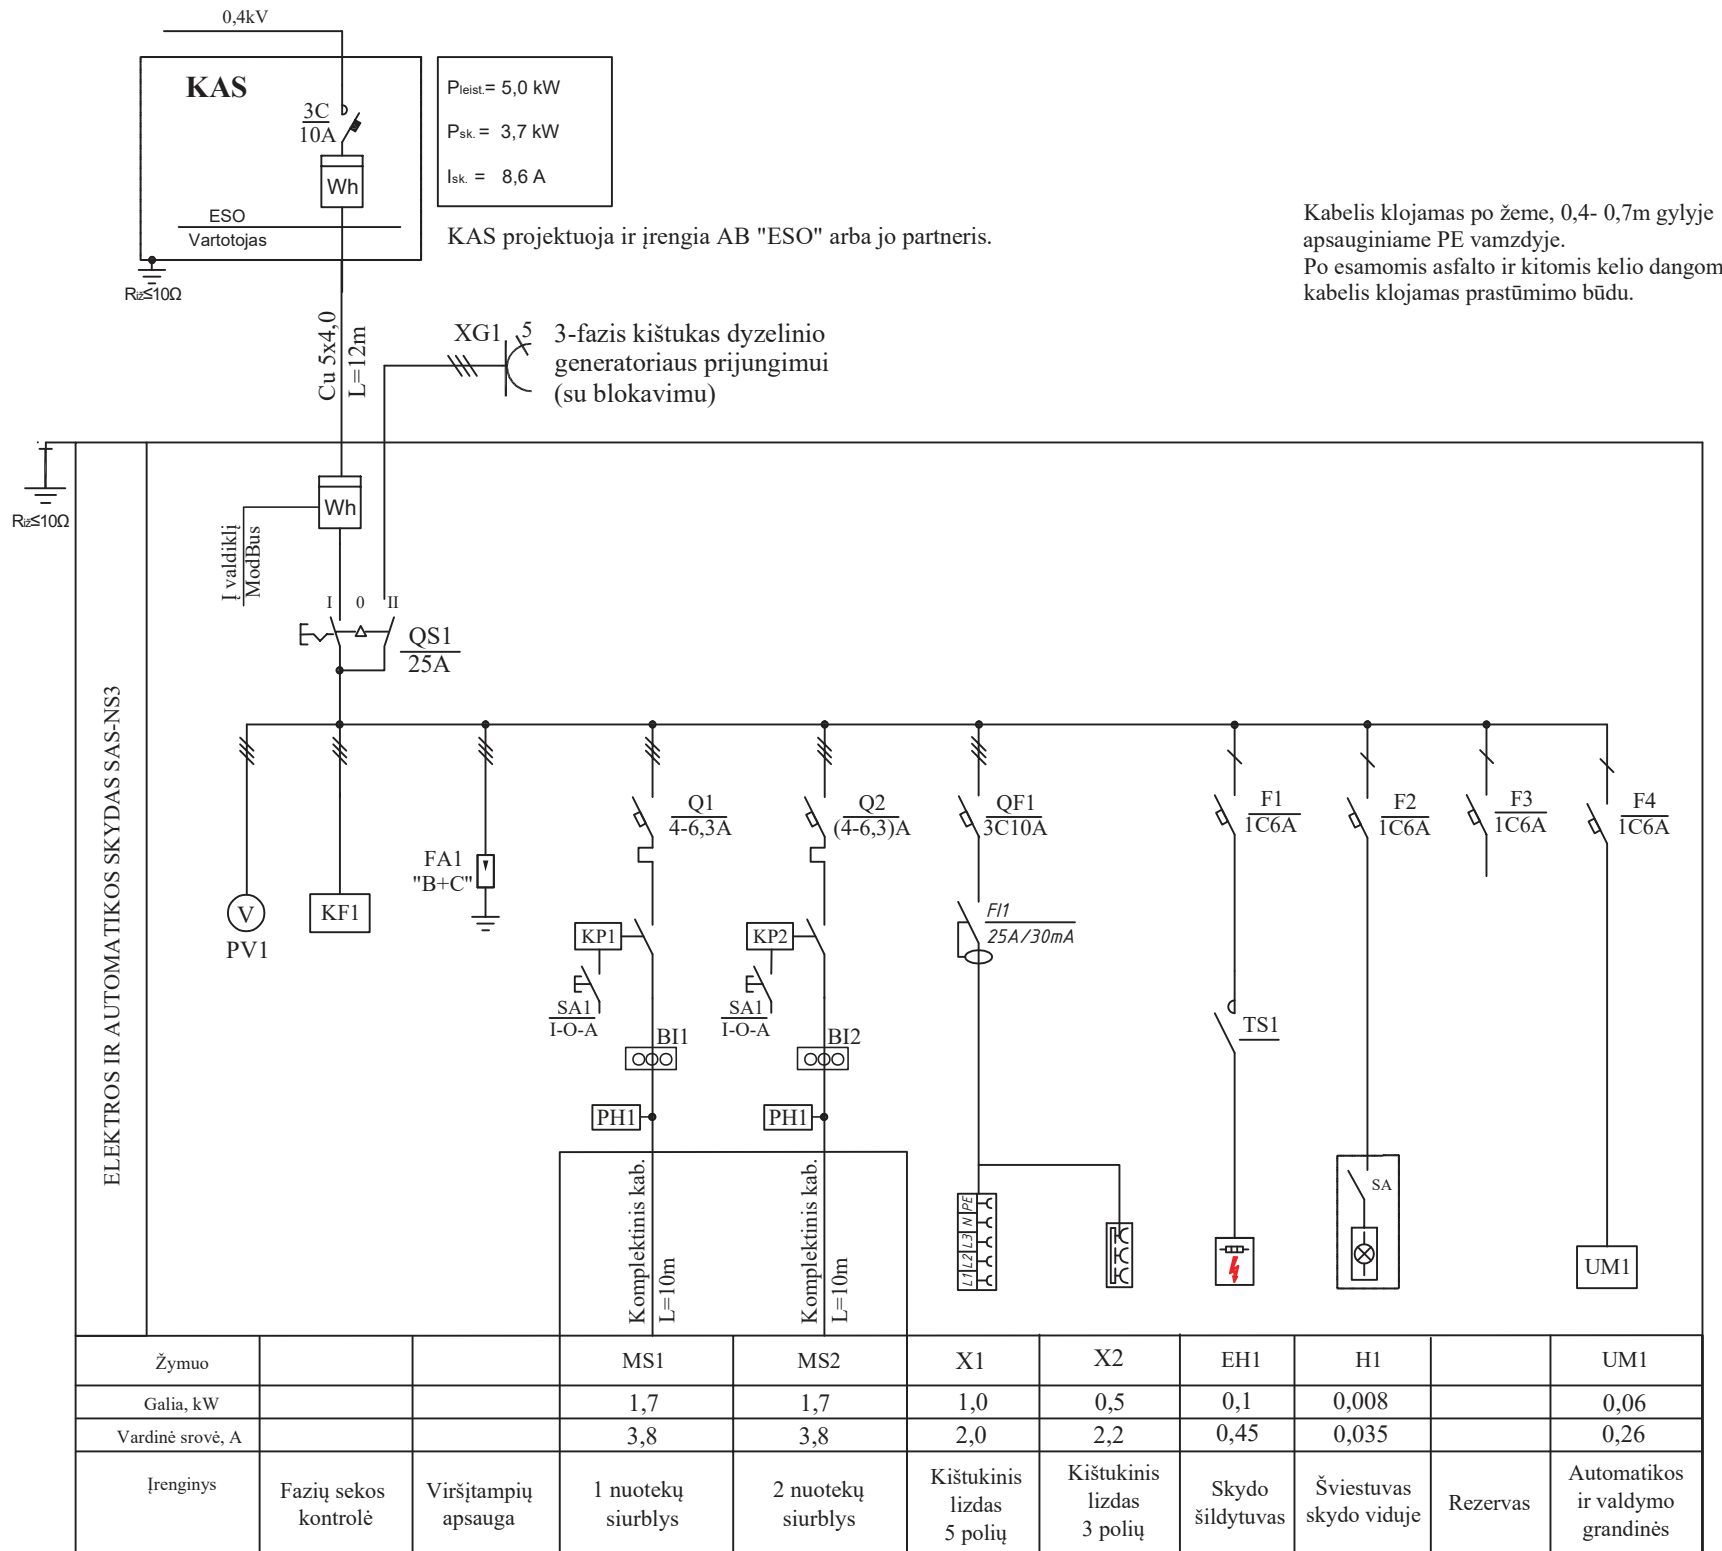 0,4kV
KAS
3C
10A
Wh
ESO
Vartotojas
Riž≤10Ω
Pleist.= 5,0 kW
Psk. = 3,7 kW
Isk. = 8,6 A
KAS projektuoja ir įrengia AB "ESO" arba jo partneris.
Kabelis klojamas po žeme, 0,4- 0,7m gylyje
apsauginiame PE vamzdyje.
Po esamomis asfalto ir kitomis kelio dangom
kabelis klojamas prastūmimo būdu.
Cu 5x4,0
L=12m
XG1
5
3-fazis kištukas dyzelinio
generatoriaus prijungimui
(su blokavimu)
Riž≤10Ω
ELEKTROS IR AUTOMATIKOS SKYDAS SAS-NS3
Wh
Į valdiklį
ModBus
I 0 II
QS1
25A
V
PV1
KF1
FA1
"B+C"
Q1
4-6,3A
KP1
SA1
I-O-A
BI1
PH1
Komplektinis kab.
L=10m
Q2
(4-6,3)A
KP2
SA1
I-O-A
BI2
PH1
Komplektinis kab.
L=10m
QF1
3C10A
FI1
25A/30mA
L1 L2 L3 N PE
F1
1C6A
TS1
F2
1C6A
SA
F3
1C6A
F4
1C6A
UM1
Žymuo MS1 MS2 X1 X2 EH1 H1 UM1
Galia, kW 1,7 1,7 1,0 0,5 0,1 0,008 0,06
Vardinė srovė, A 3,8 3,8 2,0 2,2 0,45 0,035 0,26
Įrenginys
Fazių sekos
kontrolė
Viršįtampių
apsauga
1 nuotekų
siurblys
2 nuotekų
siurblys
Kištukinis
lizdas
5 polių
Kištukinis
lizdas
3 polių
Skydo
šildytuvas
Šviestuvas
skydo viduje
Rezervas
Automatikos
ir valdymo
grandinės